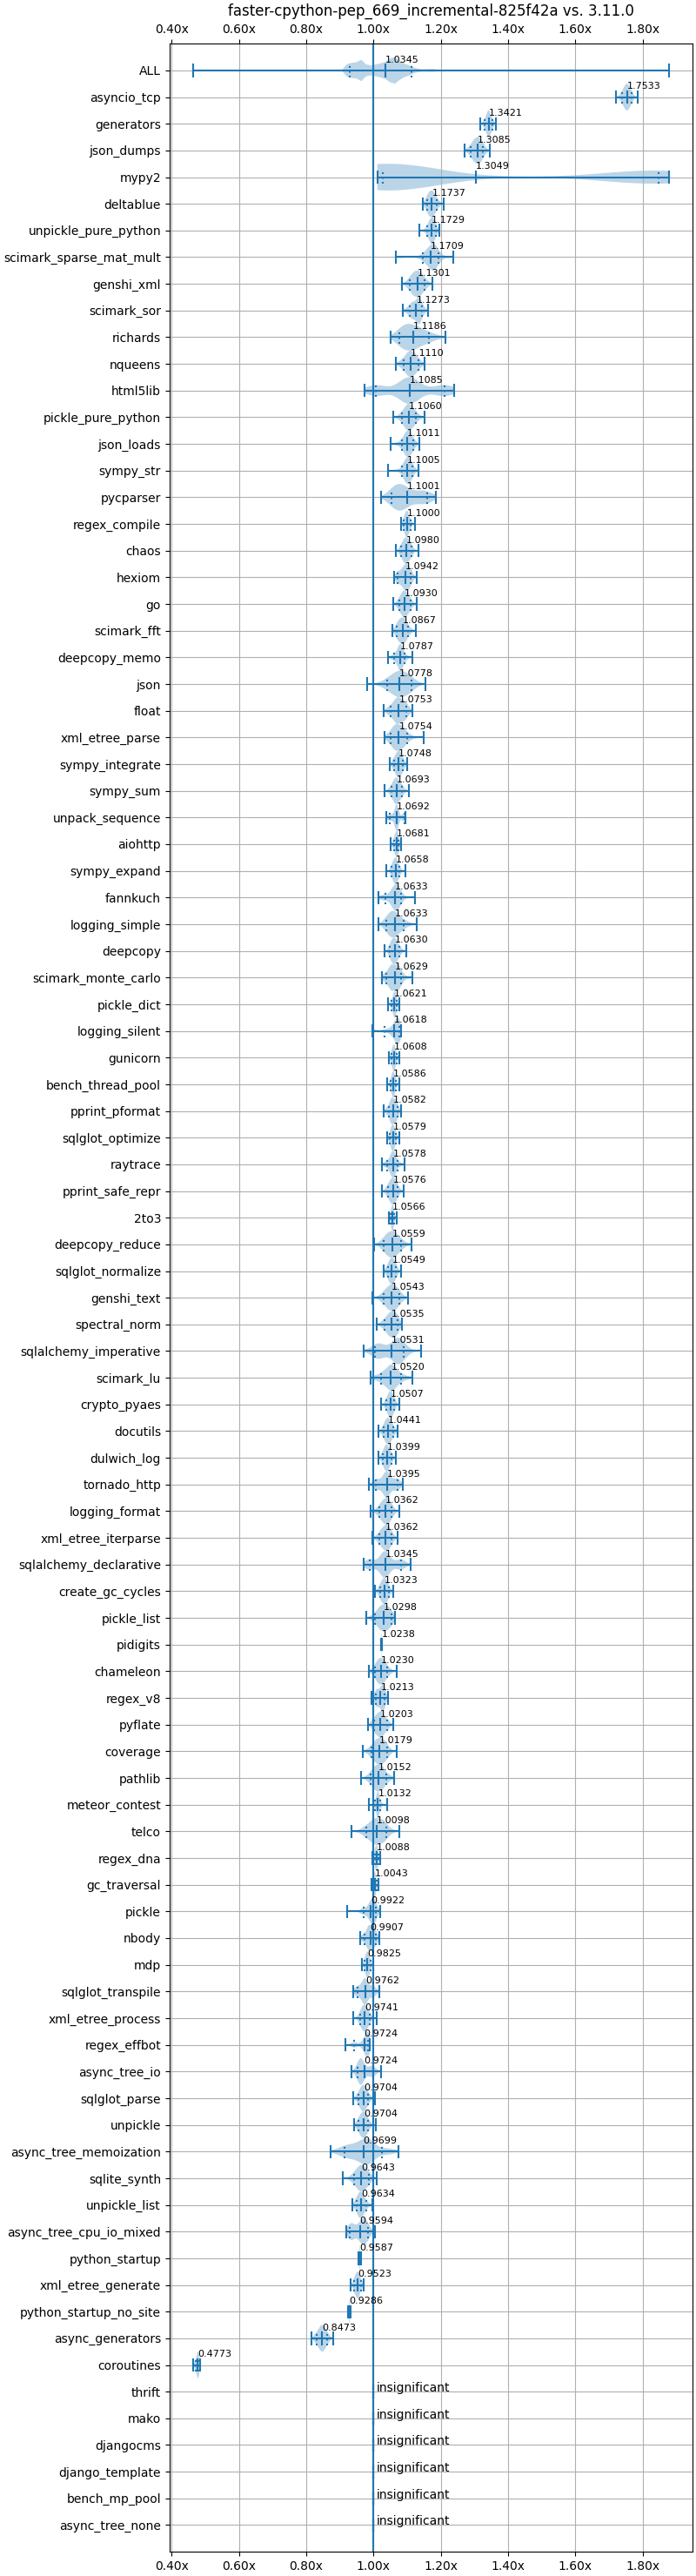 faster-cpython-pep_669_incremental-825f42a vs. 3.11.0
0.40x 0.60x 0.80x 1.00x 1.20x 1.40x 1.60x 1.80x
ALL 1.0345
asyncio_tcp 1.7533
generators 1.3421
json_dumps 1.3085
mypy2 1.3049
deltablue 1.1737
unpickle_pure_python 1.1729
scimark_sparse_mat_mult 1.1709
genshi_xml 1.1301
scimark_sor 1.1273
richards 1.1186
nqueens 1.1110
html5lib 1.1085
pickle_pure_python 1.1060
json_loads 1.1011
sympy_str 1.1005
pycparser 1.1001
regex_compile 1.1000
chaos 1.0980
hexiom 1.0942
go 1.0930
scimark_fft 1.0867
deepcopy_memo 1.0787
json 1.0778
float 1.0753
xml_etree_parse 1.0754
sympy_integrate 1.0748
sympy_sum 1.0693
unpack_sequence 1.0692
aiohttp 1.0681
sympy_expand 1.0658
fannkuch 1.0633
logging_simple 1.0633
deepcopy 1.0630
scimark_monte_carlo 1.0629
pickle_dict 1.0621
logging_silent 1.0618
gunicorn 1.0608
bench_thread_pool 1.0586
pprint_pformat 1.0582
sqlglot_optimize 1.0579
raytrace 1.0578
pprint_safe_repr 1.0576
2to3 1.0566
deepcopy_reduce 1.0559
sqlglot_normalize 1.0549
genshi_text 1.0543
spectral_norm 1.0535
sqlalchemy_imperative 1.0531
scimark_lu 1.0520
crypto_pyaes 1.0507
docutils 1.0441
dulwich_log 1.0399
tornado_http 1.0395
logging_format 1.0362
xml_etree_iterparse 1.0362
sqlalchemy_declarative 1.0345
create_gc_cycles 1.0323
pickle_list 1.0298
pidigits 1.0238
chameleon 1.0230
regex_v8 1.0213
pyflate 1.0203
coverage 1.0179
pathlib 1.0152
meteor_contest 1.0132
telco 1.0098
regex_dna 1.0088
gc_traversal 1.0043
pickle 0.9922
nbody 0.9907
mdp 0.9825
sqlglot_transpile 0.9762
xml_etree_process 0.9741
regex_effbot 0.9724
async_tree_io 0.9724
sqlglot_parse 0.9704
unpickle 0.9704
async_tree_memoization 0.9699
sqlite_synth 0.9643
unpickle_list 0.9634
async_tree_cpu_io_mixed 0.9594
python_startup 0.9587
xml_etree_generate 0.9523
python_startup_no_site 0.9286
async_generators 0.8473
coroutines 0.4773
thrift insignificant
mako insignificant
djangocms insignificant
django_template insignificant
bench_mp_pool insignificant
async_tree_none insignificant
0.40x 0.60x 0.80x 1.00x 1.20x 1.40x 1.60x 1.80x